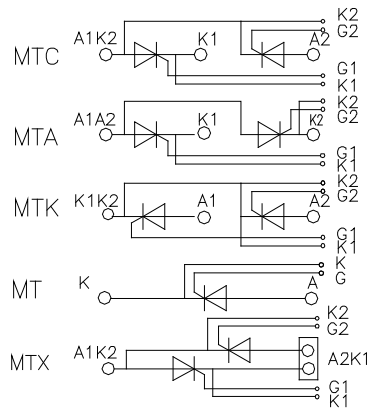 K2
G2
A1K2 K1 A2
MTC
G1
K1
K2
G2
A1A2 K1 K2
MTA
G1
K1
K2
G2
K1K2 A1 A2
MTK
G1
K1
K
G
MT K A
K2
G2
MTX A1K2 A2K1
G1
K1